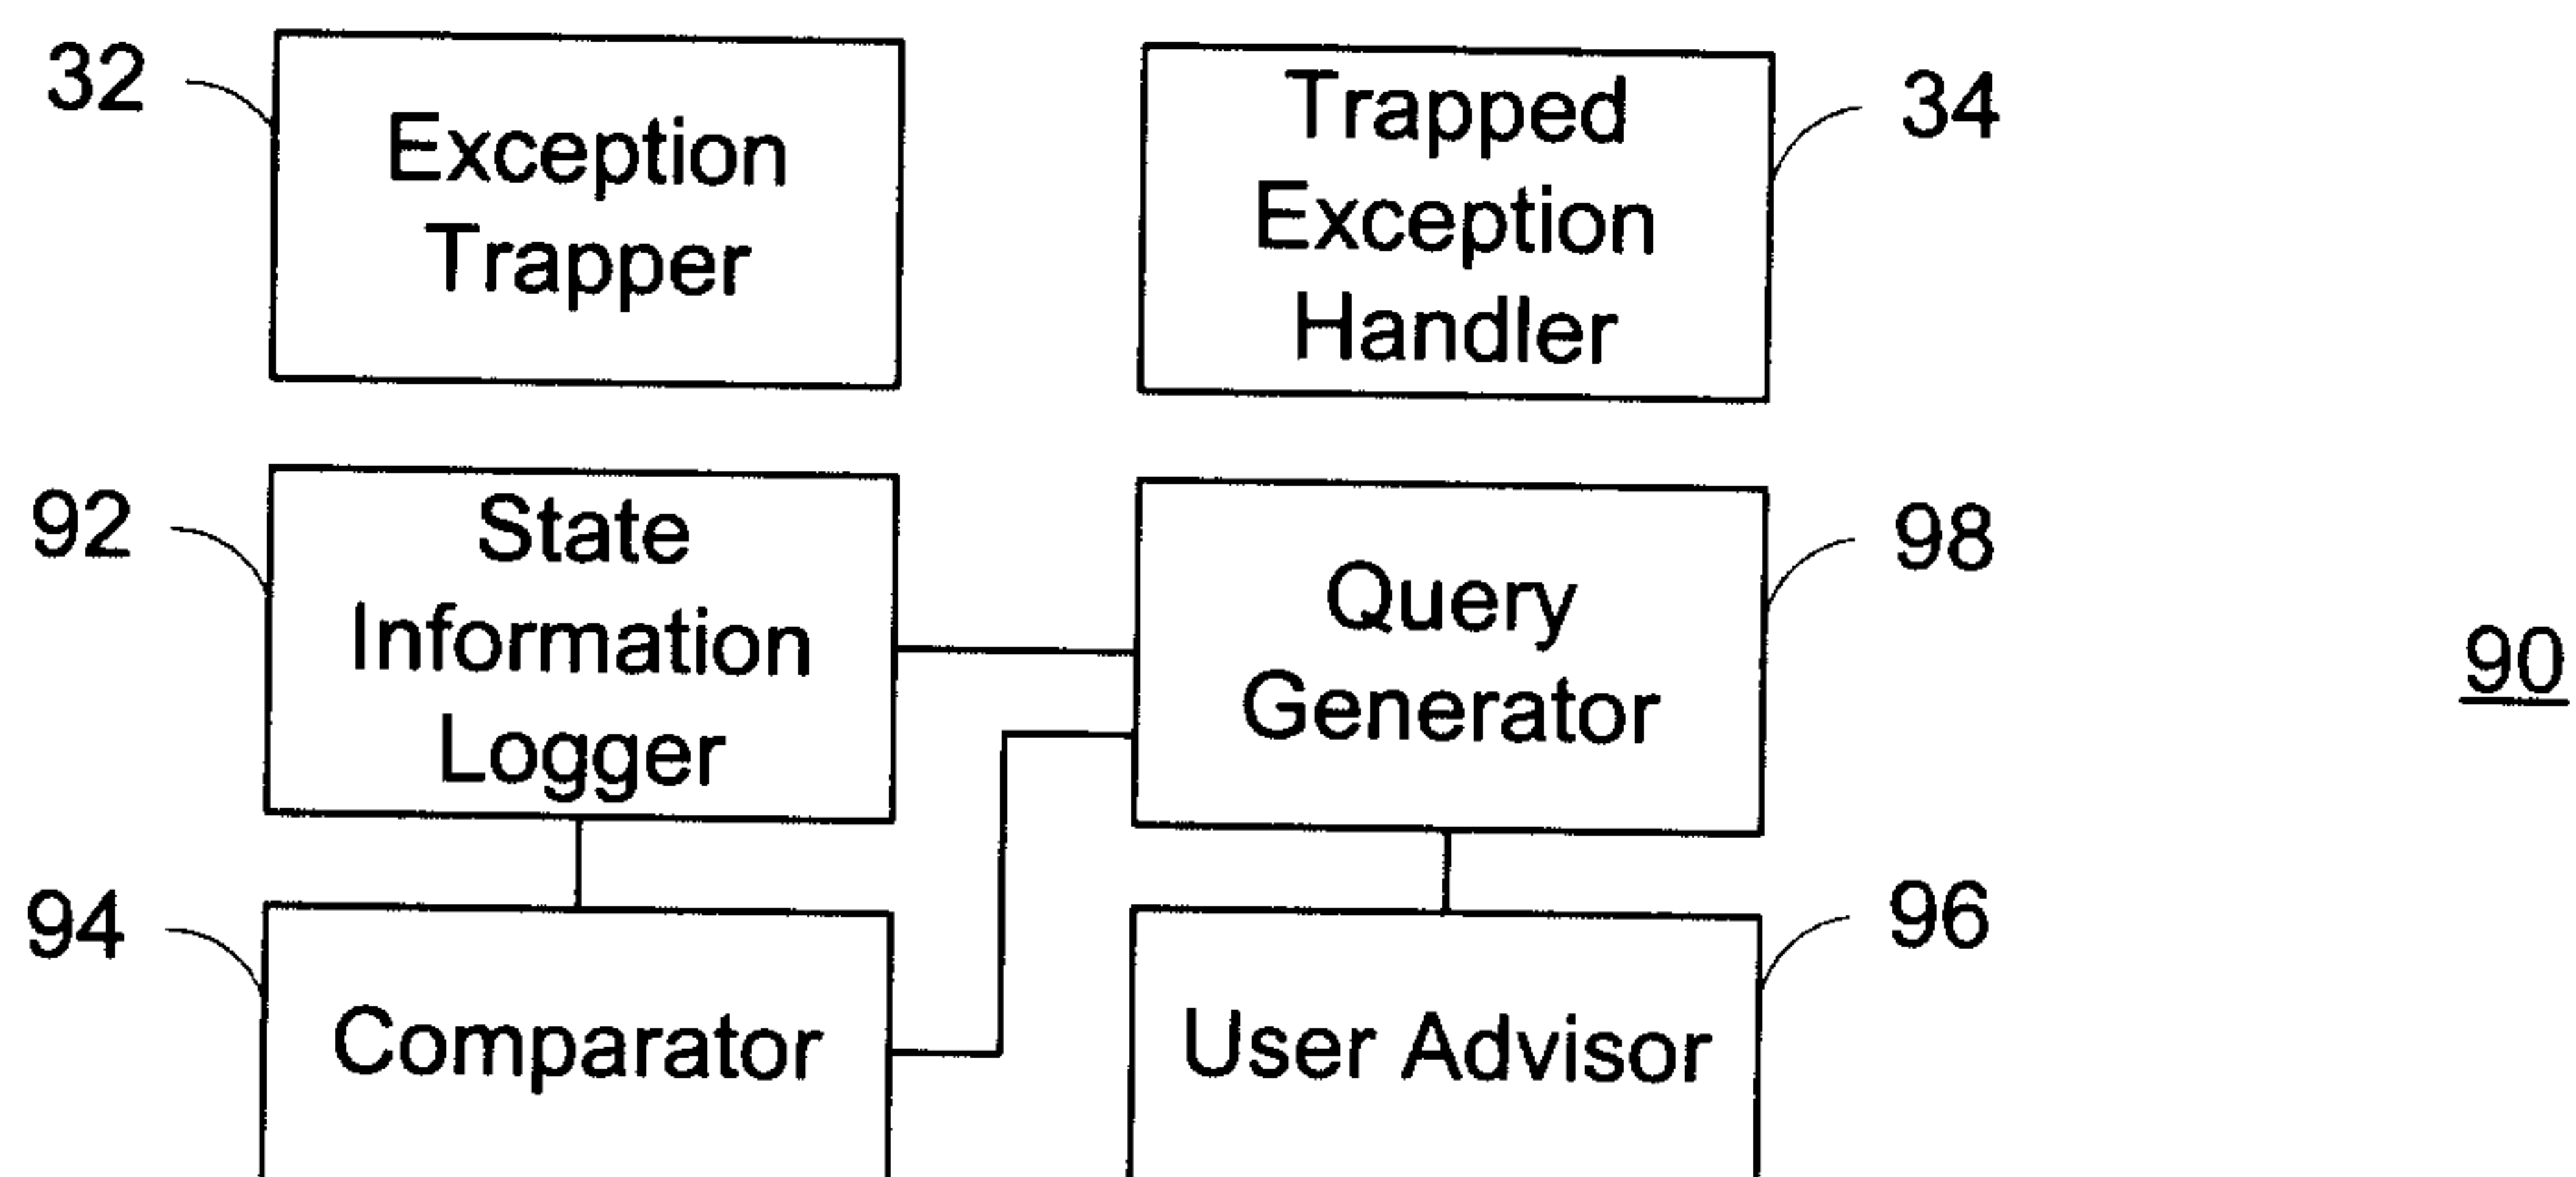 32
Exception
Trapper
Trapped
Exception
Handler
34
92
State
Information
Logger
Query
Generator
98
90
94
Comparator
User Advisor
96